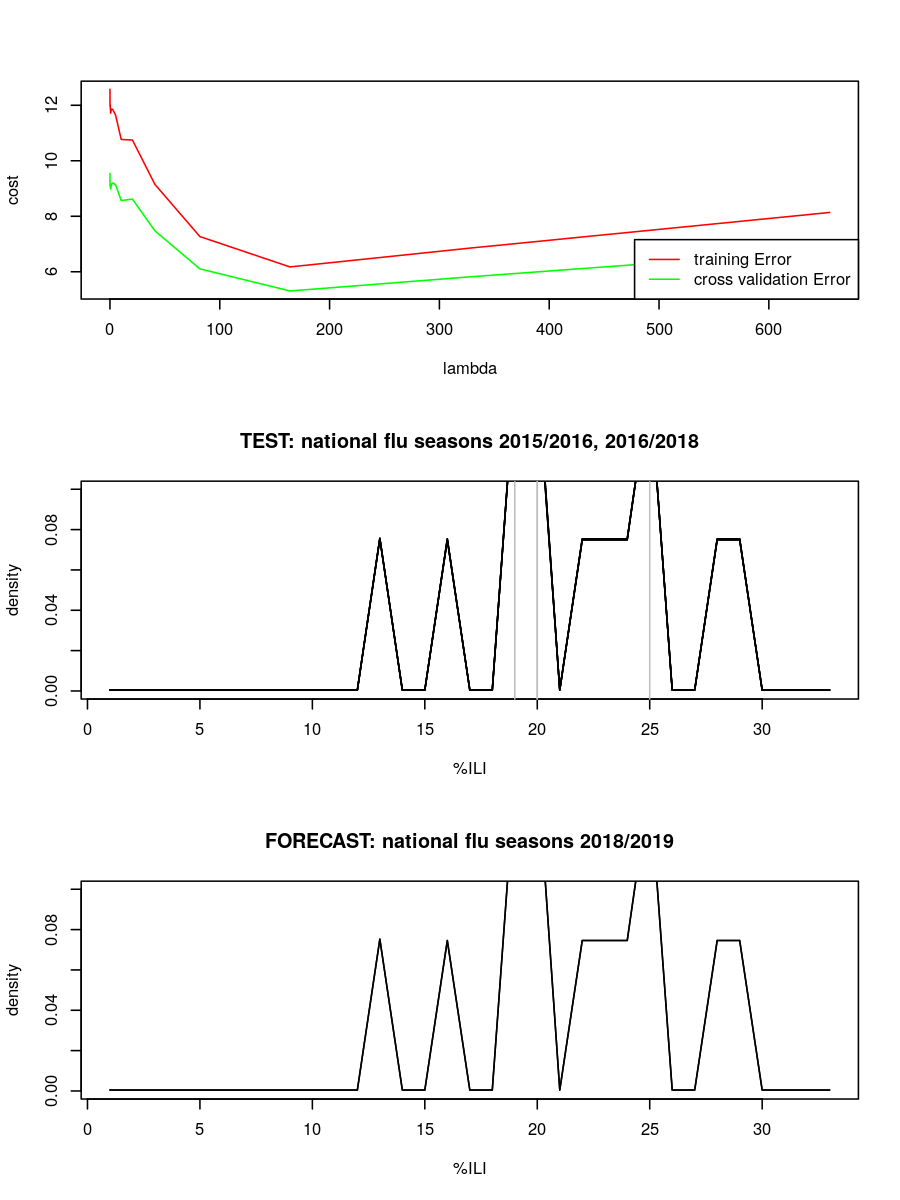 12
10
8
6
cost
training Error
cross validation Error
0 100 200 300 400 500 600
lambda
TEST: national flu seasons 2015/2016, 2016/2018
0.08
0.04
0.00
density
0 5 10 15 20 25 30
%ILI
FORECAST: national flu seasons 2018/2019
0.08
0.04
0.00
density
0 5 10 15 20 25 30
%ILI